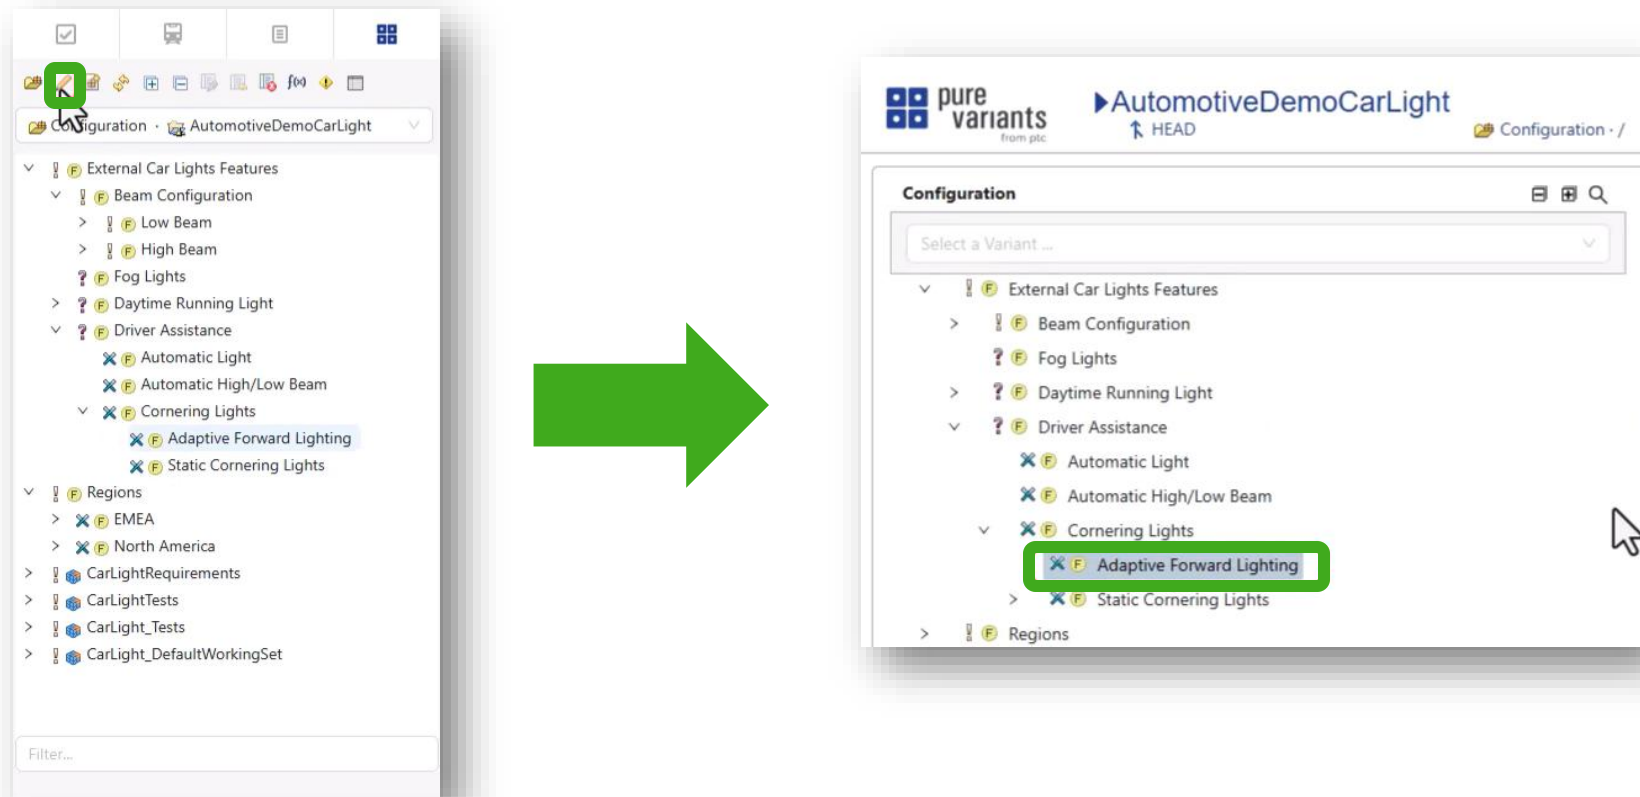 f(x)
Configuration · AutomotiveDemoCarLight
External Car Lights Features
Beam Configuration
Low Beam
High Beam
Fog Lights
Daytime Running Light
Driver Assistance
Automatic Light
Automatic High/Low Beam
Cornering Lights
Adaptive Forward Lighting
Static Cornering Lights
Regions
EMEA
North America
CarLightRequirements
CarLightTests
CarLight_Tests
CarLight_DefaultWorkingSet
Filter...
pure
variants
from ptc
AutomotiveDemoCarLight
HEAD
Configuration · /
Configuration
Select a Variant ...
External Car Lights Features
Beam Configuration
Fog Lights
Daytime Running Light
Driver Assistance
Automatic Light
Automatic High/Low Beam
Cornering Lights
Adaptive Forward Lighting
Static Cornering Lights
Regions